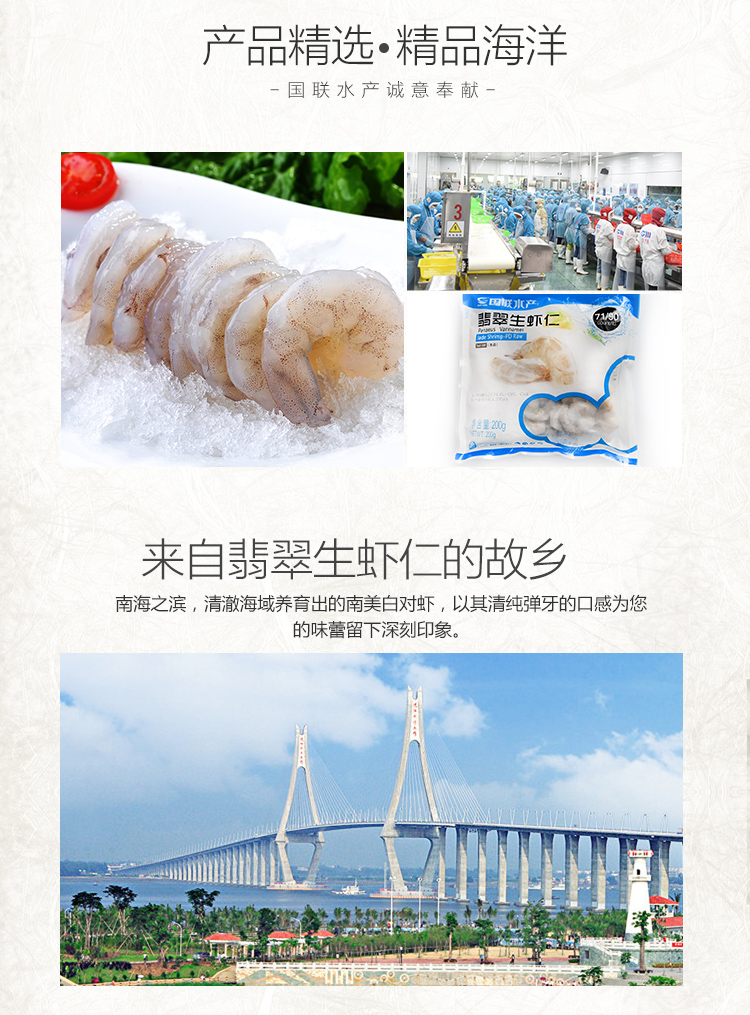 产品精选•精品海洋
–国联水产诚意奉献–
3
国联水产
71/90
翡翠生虾仁
Jade Shrimp-PD Raw
净含量:200g
来自翡翠生虾仁的故乡
南海之滨，清澈海域养育出的南美白对虾，以其清纯弹牙的口感为您
的味蕾留下深刻印象。